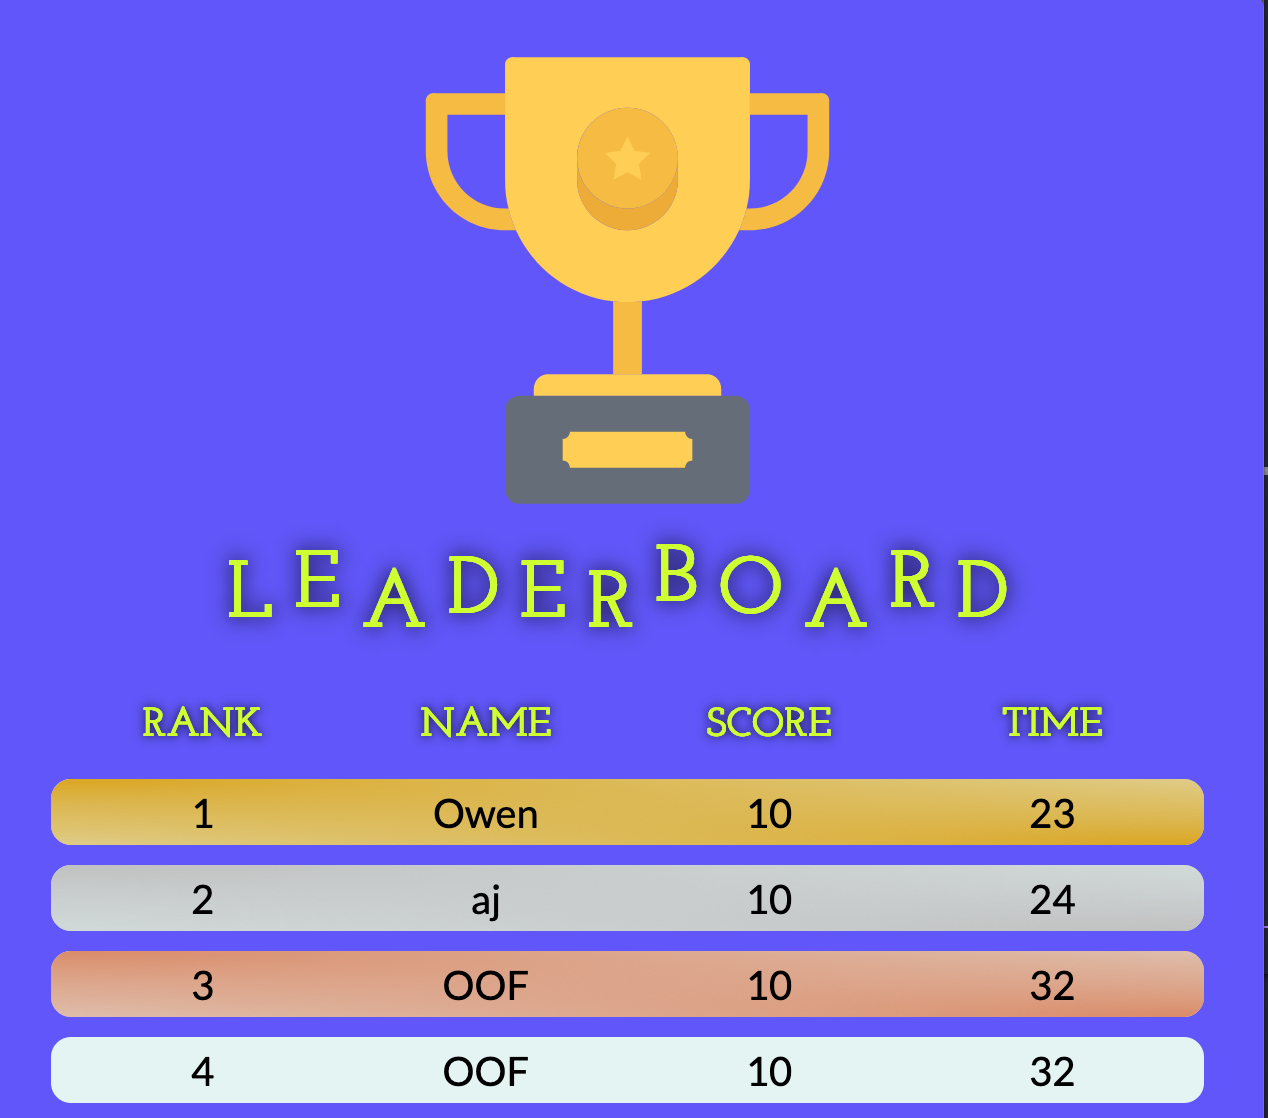 LEADERBOARD
RANK NAME SCORE TIME
1 Owen 10 23
2 aj 10 24
3 OOF 10 32
4 OOF 10 32